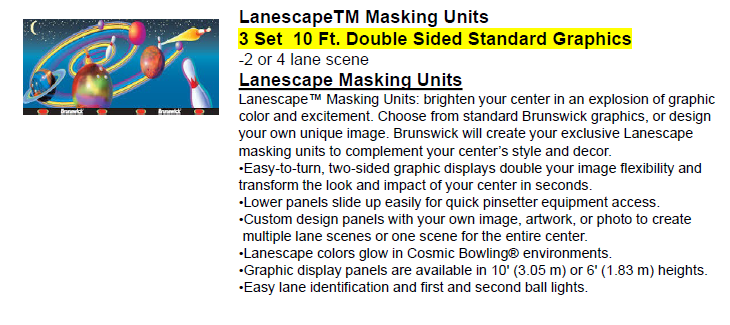 LanescapeTM Masking Units
3 Set  10 Ft. Double Sided Standard Graphics
-2 or 4 lane scene
Lanescape Masking Units
Lanescape™ Masking Units: brighten your center in an explosion of graphic
color and excitement. Choose from standard Brunswick graphics, or design
your own unique image. Brunswick will create your exclusive Lanescape
masking units to complement your center’s style and decor.
•Easy-to-turn, two-sided graphic displays double your image flexibility and
transform the look and impact of your center in seconds.
•Lower panels slide up easily for quick pinsetter equipment access.
•Custom design panels with your own image, artwork, or photo to create
multiple lane scenes or one scene for the entire center.
•Lanescape colors glow in Cosmic Bowling® environments.
•Graphic display panels are available in 10' (3.05 m) or 6' (1.83 m) heights.
•Easy lane identification and first and second ball lights.
Brunswick Brunswick Brunswick